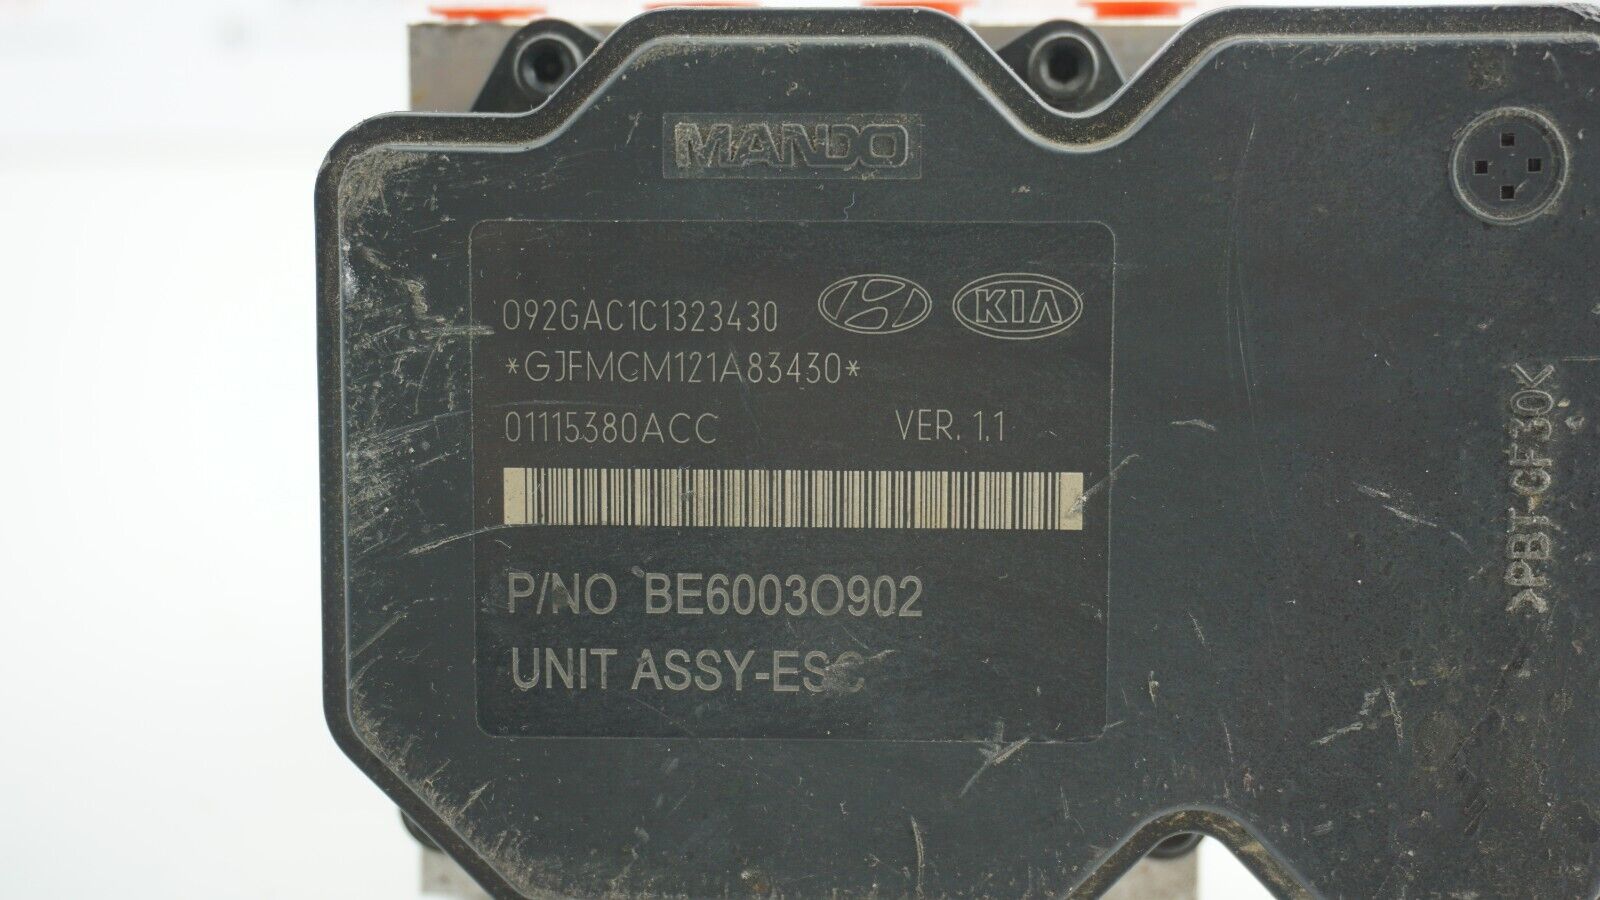 MANDO
092GAC1C1323430
KIA
*GJFMCM121A83430*
01115380ACC VER. 1.1
P/NO BE6003O902
UNIT ASSY-ESC
>PBT-GF30<